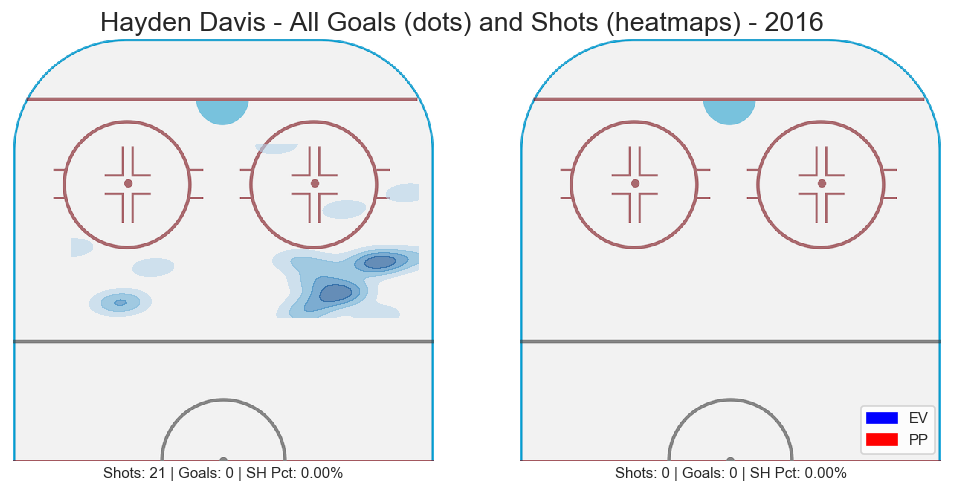 Hayden Davis - All Goals (dots) and Shots (heatmaps) - 2016
EV
PP
Shots: 21 | Goals: 0 | SH Pct: 0.00%
Shots: 0 | Goals: 0 | SH Pct: 0.00%